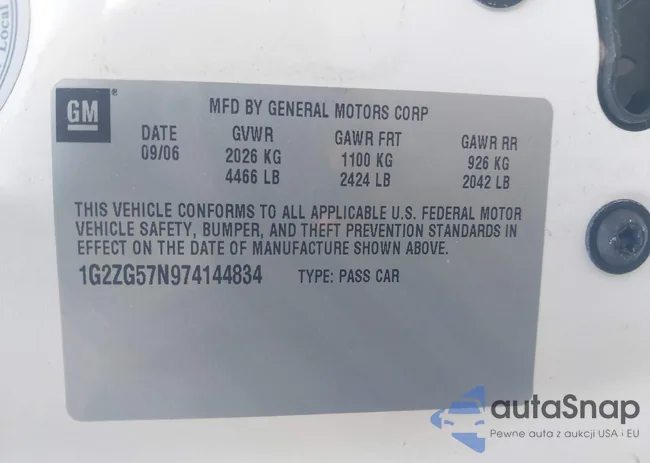 Local
GM ®
MFD BY GENERAL MOTORS CORP
DATE GVWR GAWR FRT GAWR RR
09/06 2026 KG 1100 KG 926 KG
4466 LB 2424 LB 2042 LB
THIS VEHICLE CONFORMS TO ALL APPLICABLE U.S. FEDERAL MOTOR
VEHICLE SAFETY, BUMPER, AND THEFT PREVENTION STANDARDS IN
EFFECT ON THE DATE OF MANUFACTURE SHOWN ABOVE.
1G2ZG57N974144834 TYPE: PASS CAR
autaSnap
Pewne auta z aukcji USA i EU